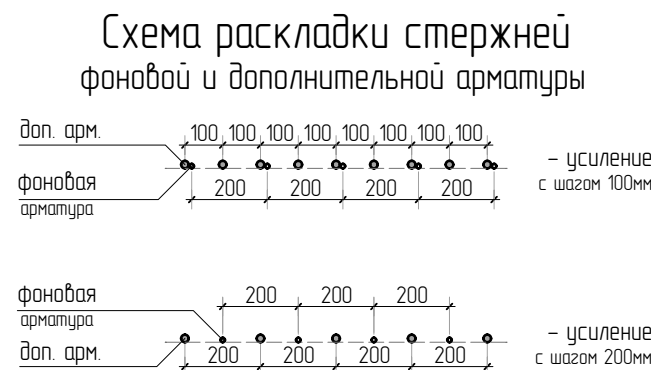 Схема раскладки стержней
фоновой и дополнительной арматуры
доп. арм.
100 100 100 100 100 100 100 100
– усиление
с шагом 100мм
фоновая
арматура
200 200 200 200
фоновая
арматура
200 200 200
– усиление
с шагом 200мм
доп. арм.
200 200 200 200